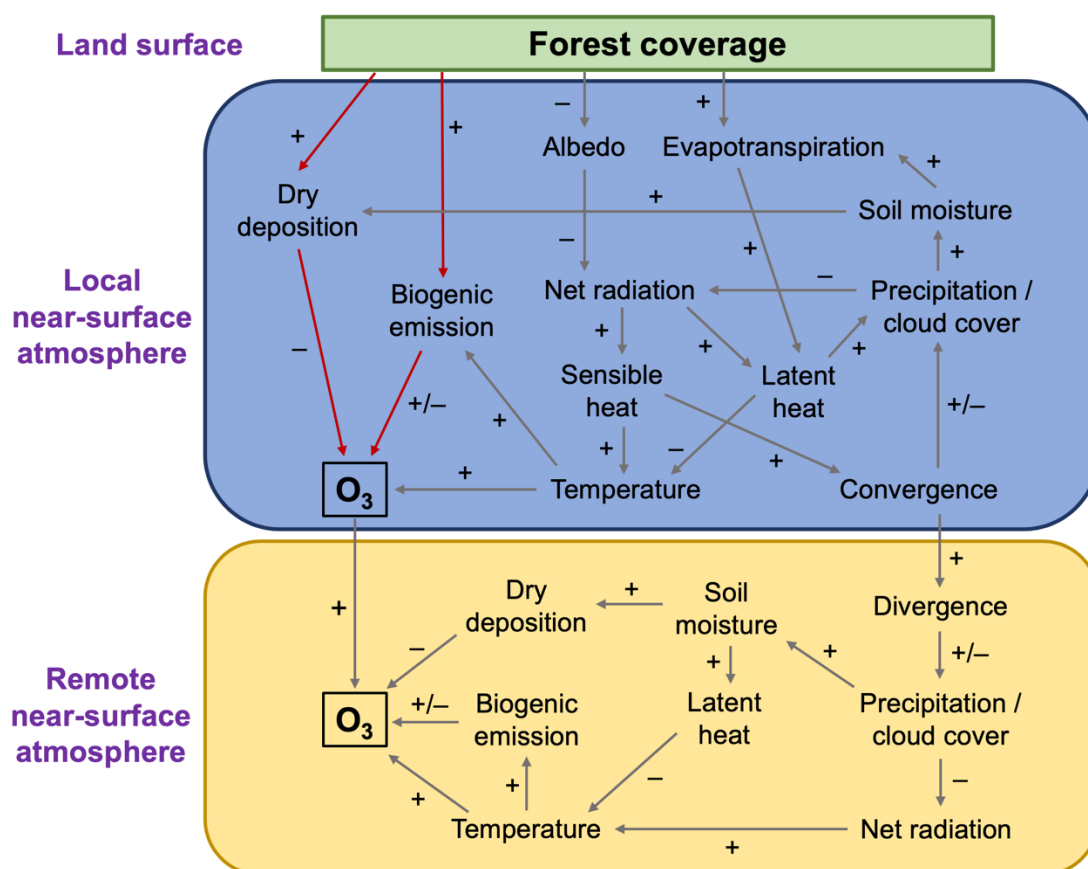 Land surface
Forest coverage
+
+
–
+
Albedo
Evapotranspiration
+
Dry
deposition
+
Soil moisture
–
+
+
Local
near-surface
atmosphere
Biogenic
emission
Net radiation
–
Precipitation /
cloud cover
–
+
+
+
Sensible
heat
Latent
heat
+/–
+/–
+
+
–
+
O3
+
Temperature
Convergence
+
+
Dry
deposition
+
Soil
moisture
Divergence
–
+
+
+/–
Remote
near-surface
atmosphere
O3
+/–
Biogenic
emission
Latent
heat
Precipitation /
cloud cover
+
+
–
–
Temperature
+
Net radiation